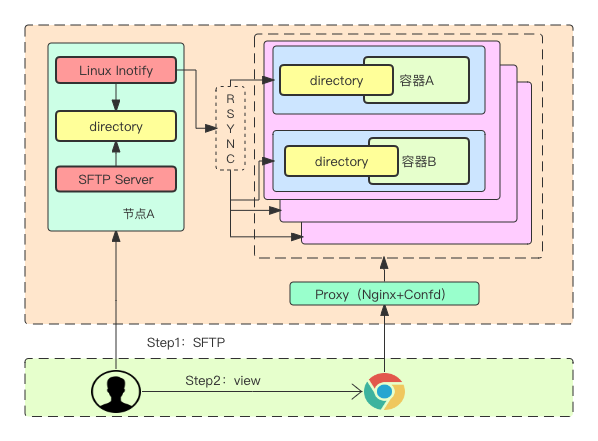 Linux Inotify
directory
SFTP Server
节点A
R
S
Y
N
C
directory
容器A
directory
容器B
Proxy（Nginx+Confd）
Step1：SFTP
Step2：view